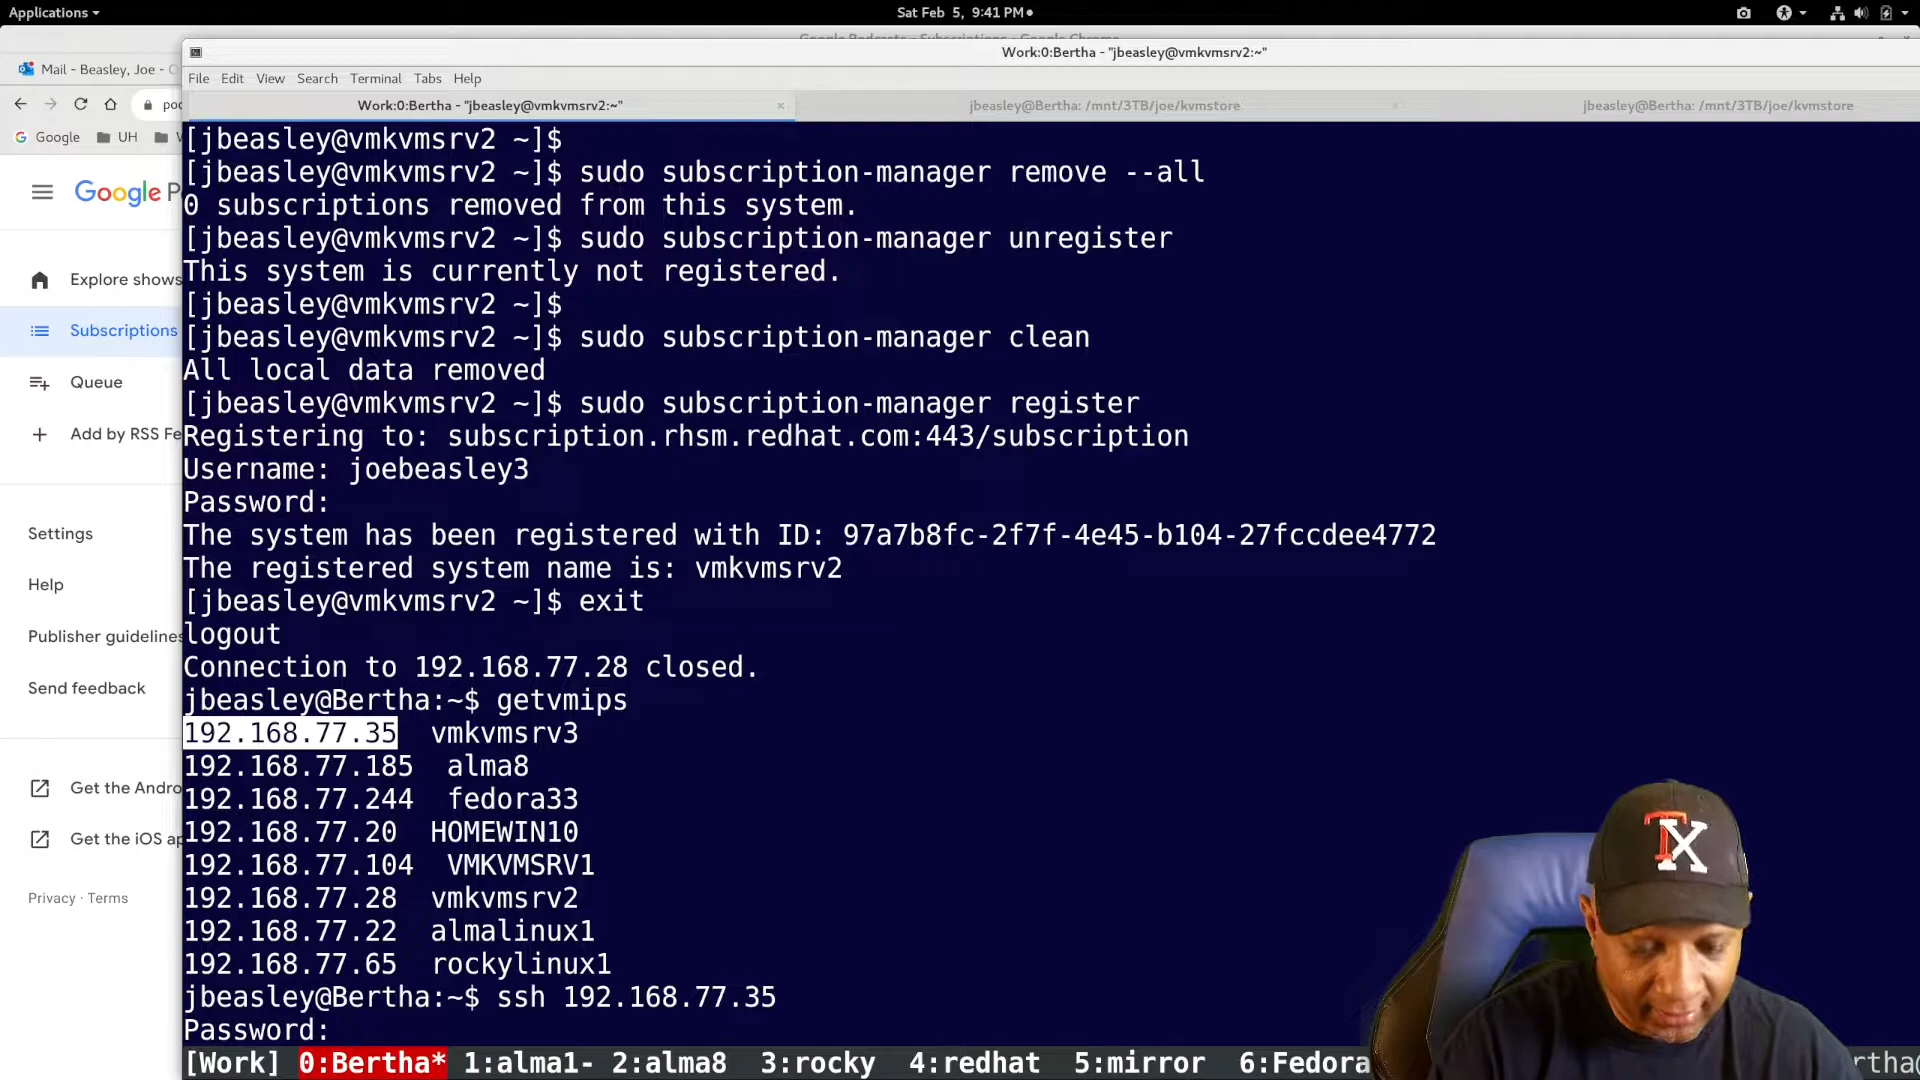 Applications
Sat Feb 5, 9:41 PM
Work:0:Bertha - "jbeasley@vmkvmsrv2:~"
Mail - Beasley, Joe -
File Edit View Search Terminal Tabs Help
Work:0:Bertha - "jbeasley@vmkvmsrv2:~"
jbeasley@Bertha: /mnt/3TB/joe/kvmstore
jbeasley@Bertha: /mnt/3TB/joe/kvmstore
Google UH
Google P
Explore shows
Subscriptions
Queue
Add by RSS Fe
Settings
Help
Publisher guidelines
Send feedback
Get the Andro
Get the iOS ap
Privacy · Terms
[jbeasley@vmkvmsrv2 ~]$
[jbeasley@vmkvmsrv2 ~]$ sudo subscription-manager remove --all
0 subscriptions removed from this system.
[jbeasley@vmkvmsrv2 ~]$ sudo subscription-manager unregister
This system is currently not registered.
[jbeasley@vmkvmsrv2 ~]$
[jbeasley@vmkvmsrv2 ~]$ sudo subscription-manager clean
All local data removed
[jbeasley@vmkvmsrv2 ~]$ sudo subscription-manager register
Registering to: subscription.rhsm.redhat.com:443/subscription
Username: joebeasley3
Password:
The system has been registered with ID: 97a7b8fc-2f7f-4e45-b104-27fccdee4772
The registered system name is: vmkvmsrv2
[jbeasley@vmkvmsrv2 ~]$ exit
logout
Connection to 192.168.77.28 closed.
jbeasley@Bertha:~$ getvmips
192.168.77.35 vmkvmsrv3
192.168.77.185 alma8
192.168.77.244 fedora33
192.168.77.20 HOMEWIN10
192.168.77.104 VMKVMSRV1
192.168.77.28 vmkvmsrv2
192.168.77.22 almalinux1
192.168.77.65 rockylinux1
jbeasley@Bertha:~$ ssh 192.168.77.35
Password:
[Work] 0:Bertha* 1:alma1- 2:alma8 3:rocky 4:redhat 5:mirror 6:Fedora
TX